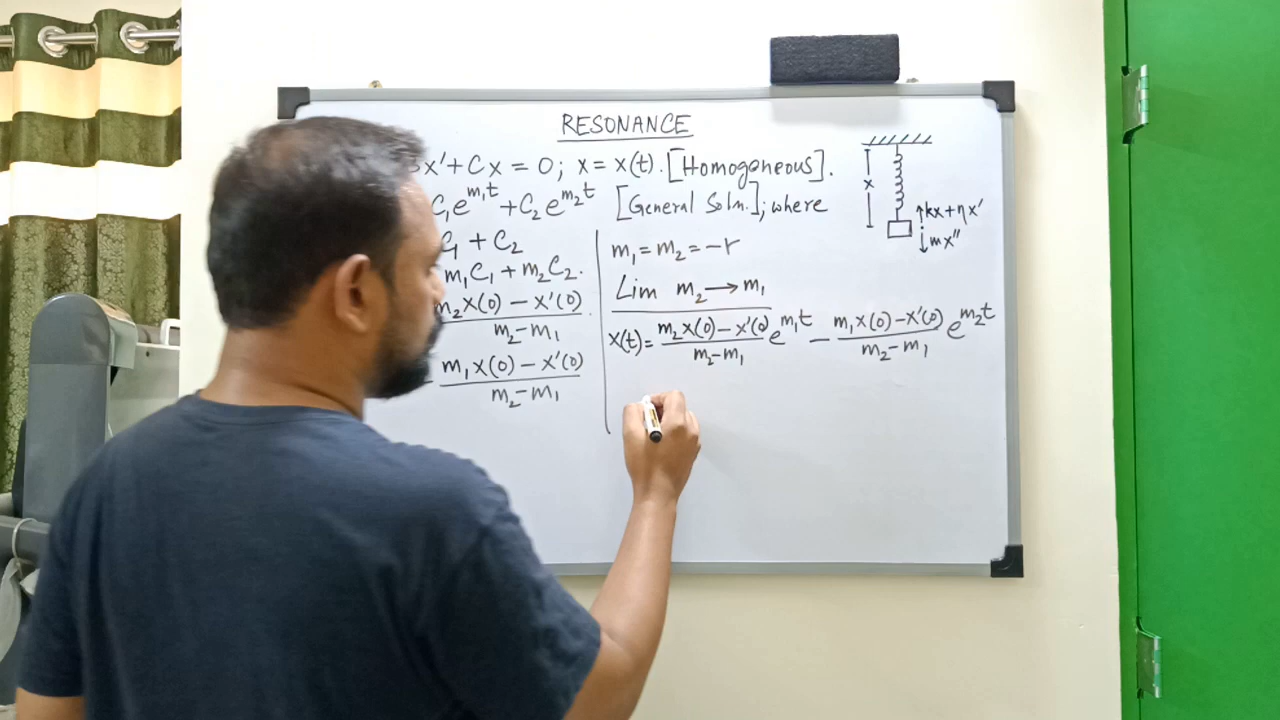 RESONANCE
x' + Cx = 0; x = x(t). [Homogeneous].
C₁e^{m₁t} + C₂e^{m₂t} [General Soln.]; where
C₁ + C₂
m₁C₁ + m₂C₂.
m₂x(0) − x'(0)
m₂ − m₁
m₁x(0) − x'(0)
m₂ − m₁
m₁ = m₂ = −r
Lim m₂ → m₁
x(t) = \frac{m₂x(0) − x'(0)}{m₂ − m₁} e^{m₁t} − \frac{m₁x(0) − x'(0)}{m₂ − m₁} e^{m₂t}
x
kx + ηx'
mx''